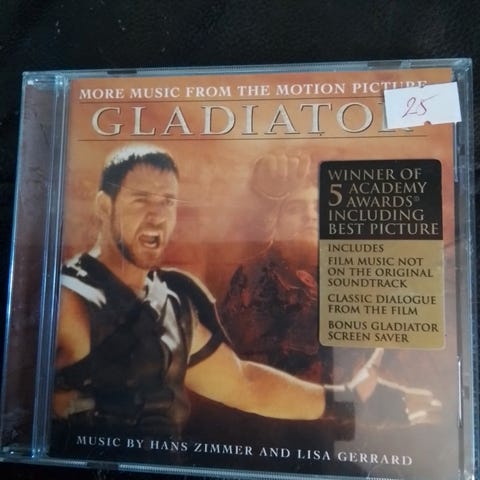 MORE MUSIC FROM THE MOTION PICTURE
GLADIATOR
25.
WINNER OF
5 ACADEMY
AWARDS®
INCLUDING
BEST PICTURE
INCLUDES
FILM MUSIC NOT
ON THE ORIGINAL
SOUNDTRACK
CLASSIC DIALOGUE
FROM THE FILM
BONUS GLADIATOR
SCREEN SAVER
MUSIC BY HANS ZIMMER AND LISA GERRARD